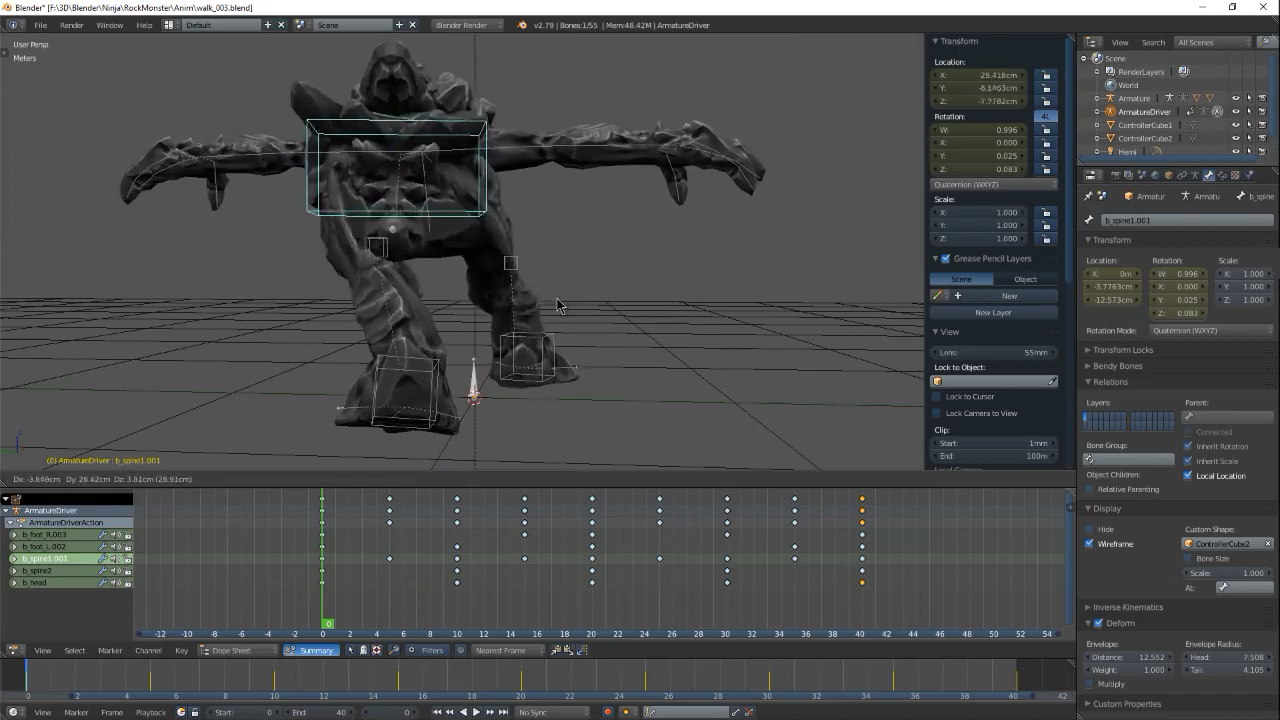 Blender* [F:\3D\Blender\Ninja\RockMonster\Anim\walk_003.blend]
File Render Window Help Default Scene Blender Render v2.79 | Bones:1/55 | Mem:48.42M | ArmatureDriver
View Search All Scenes
User Persp
Meters
Transform
Location:
X: -25.418cm
Y:
Z:
Rotation: 4L
W: 0.996
X: 0.000
Y: 0.025
Z: 0.083
Quaternion (WXYZ)
Scale:
X: 1.000
Y: 1.000
Z: 1.000
Grease Pencil Layers
Scene Object
New
New Layer
View
Lens: 55mm
Lock to Object:
Lock to Cursor
Lock Camera to View
Clip:
Start: 1mm
End: 100m
Scene
RenderLayers
World
Armature
ArmatureDriver
ControllerCube1
ControllerCube2
Hemi
Armatur Armatu b_spine
b_spine1.001
Transform
Location: Rotation: Scale:
X: 0m W: 0.996 X: 1.000
-3.7763cm X: 0.000 Y: 1.000
-12.573cm Y: 0.025 Z: 1.000
Z: 0.083
Rotation Mode: Quaternion (WXYZ)
Transform Locks
Bendy Bones
Relations
Layers: Parent:
Connected
Bone Group: Inherit Rotation
Inherit Scale
Object Children: Local Location
Relative Parenting
Display
Hide Custom Shape:
Wireframe ControllerCube2
Bone Size
Scale: 1.000
At:
Inverse Kinematics
Deform
Envelope: Envelope Radius:
Distance: 12.552 Head: 7.508
Weight: 1.000 Tail: 4.105
Multiply
Custom Properties
(0) ArmatureDriver : b_spine1.001
Dx: -3.849cm Dy: 28.42cm Dz: 3.81cm (28.91cm)
ArmatureDriver
ArmatureDriverAction
b_foot_R.003
b_foot_L.002
b_spine1.001
b_spine2
b_head
0
-12 -10 -8 -6 -4 -2 0 2 4 6 8 10 12 14 15 18 20 22 24 26 28 30 32 34 36 38 40 42 44 46 48 50 52 54
View Select Marker Channel Key Dope Sheet Summary Filters Nearest Frame
0 2 4 6 8 10 12 14 16 18 20 22 24 26 28 30 32 34 36 38 40 42
View Marker Frame Playback Start: 0 End: 40 0 No Sync